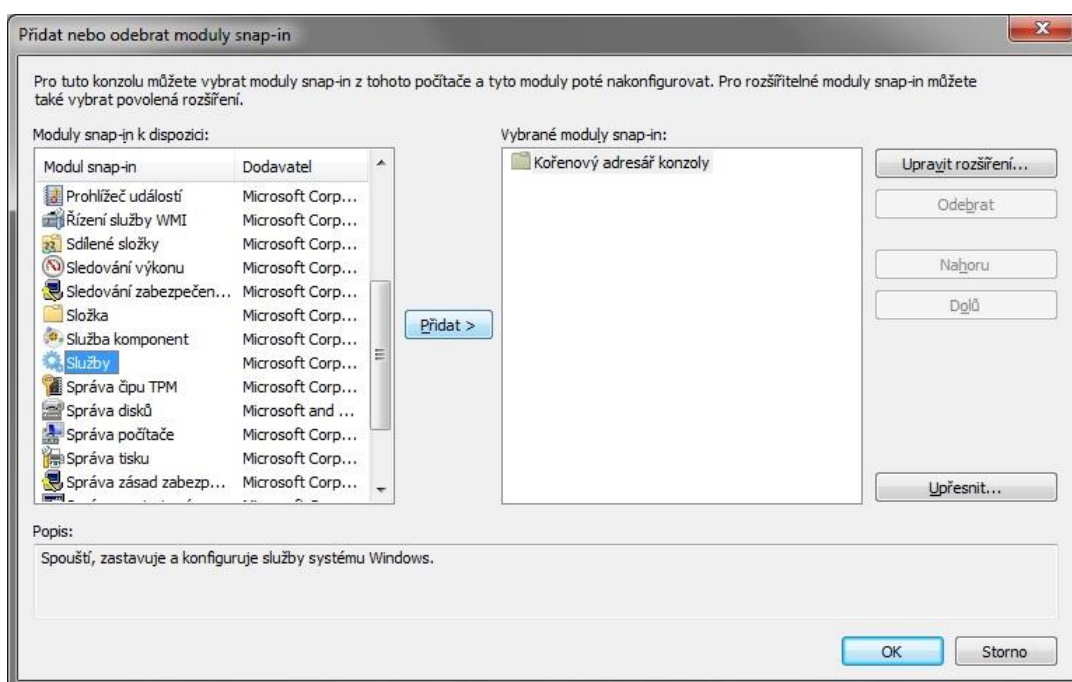 Přidat nebo odebrat moduly snap-in
Pro tuto konzolu můžete vybrat moduly snap-in z tohoto počítače a tyto moduly poté nakonfigurovat. Pro rozšiřitelné moduly snap-in můžete
také vybrat povolená rozšíření.
Moduly snap-in k dispozici:
Modul snap-in Dodavatel
Prohlížeč událostí Microsoft Corp...
Řízení služby WMI Microsoft Corp...
Sdílené složky Microsoft Corp...
Sledování výkonu Microsoft Corp...
Sledování zabezpečen... Microsoft Corp...
Složka Microsoft Corp...
Služba komponent Microsoft Corp...
Služby Microsoft Corp...
Správa čipu TPM Microsoft Corp...
Správa disků Microsoft and ...
Správa počítače Microsoft Corp...
Správa tisku Microsoft Corp...
Správa zásad zabezp... Microsoft Corp...
Přidat >
Vybrané moduly snap-in:
Kořenový adresář konzoly
Upravit rozšíření...
Odebrat
Nahoru
Dolů
Upřesnit...
Popis:
Spouští, zastavuje a konfiguruje služby systému Windows.
OK
Storno